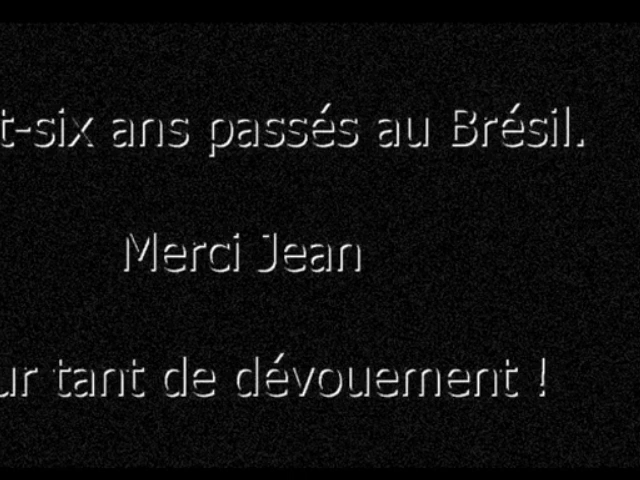 t-six ans passés au Brésil.
Merci Jean
ur tant de dévouement !